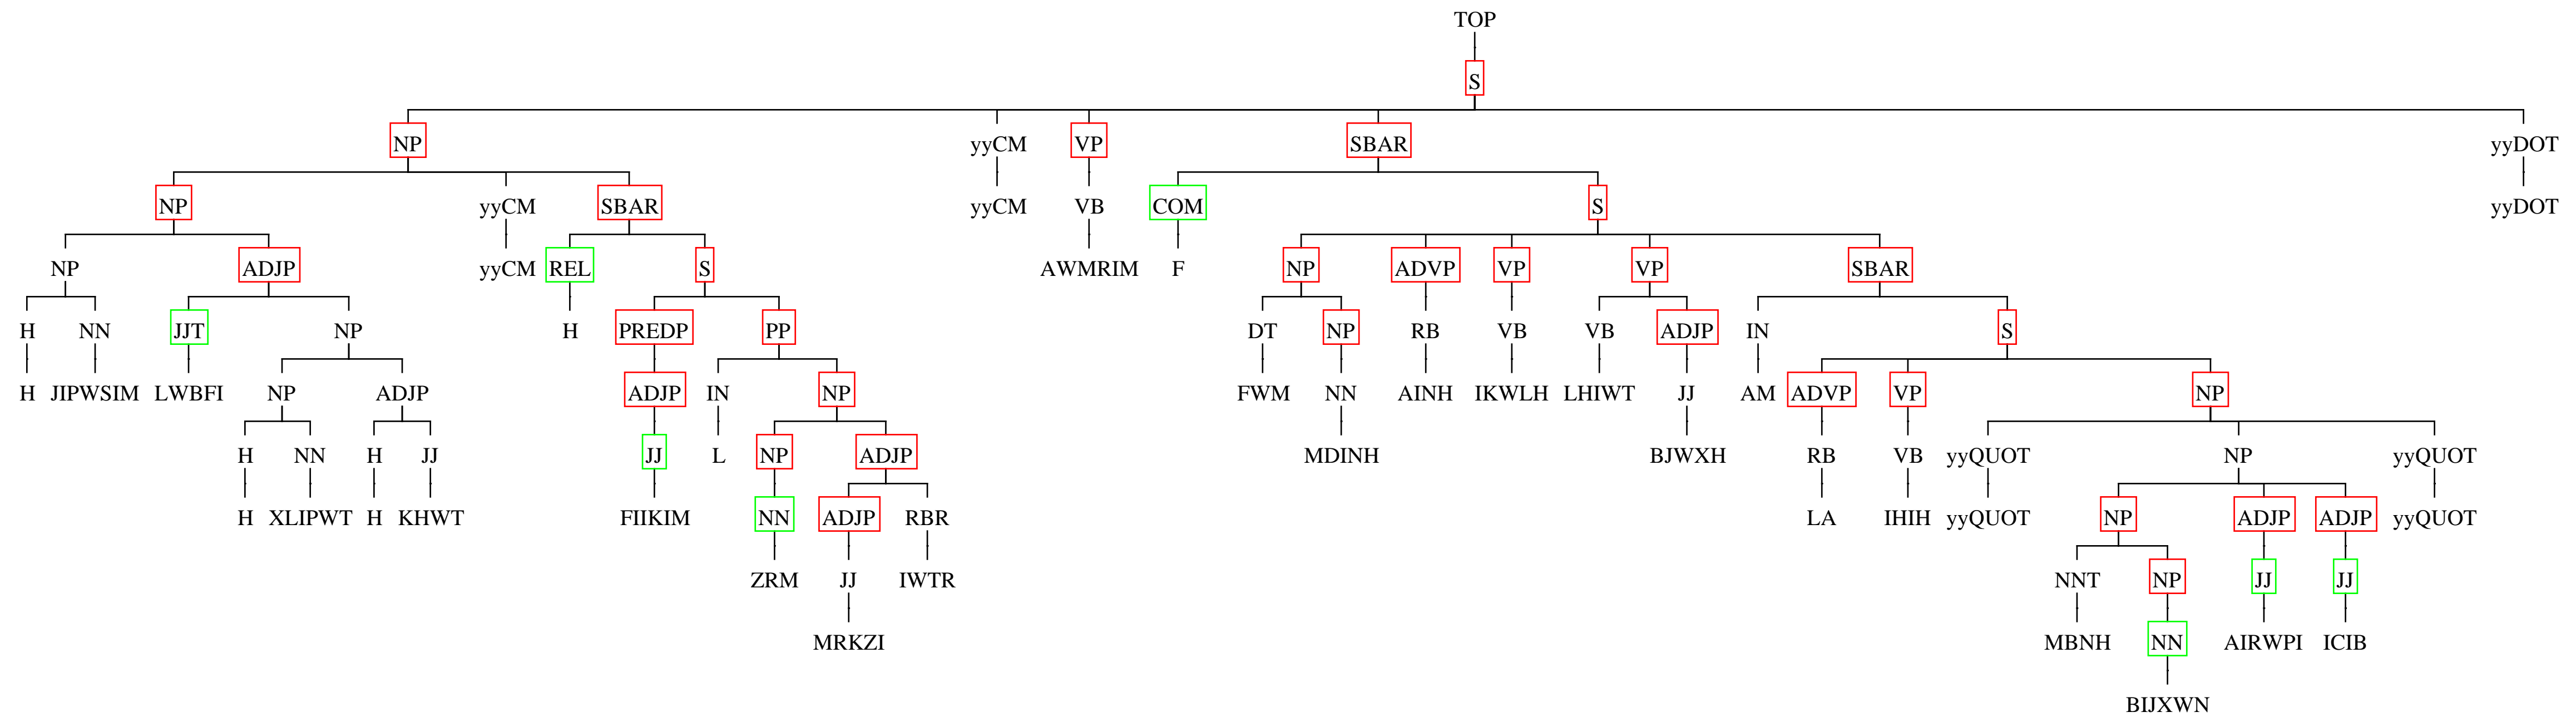 TOP
S
NP yyCM VP SBAR yyDOT
NP yyCM SBAR yyCM VB COM S yyDOT
NP ADJP yyCM REL S AWMRIM F NP ADVP VP VP SBAR
H NN JJT NP H PREDP PP DT NP RB VB VB ADJP IN S
H JIPWSIM LWBFI NP ADJP ADJP IN NP FWM NN AINH IKWLH LHIWT JJ AM ADVP VP NP
H NN H JJ JJ L NP ADJP MDINH BJWXH RB VB yyQUOT NP yyQUOT
H XLIPWT H KHWT FIIKIM NN ADJP RBR LA IHIH yyQUOT NP ADJP ADJP yyQUOT
ZRM JJ IWTR NNT NP JJ JJ
MRKZI MBNH NN AIRWPI ICIB
BIJXWN